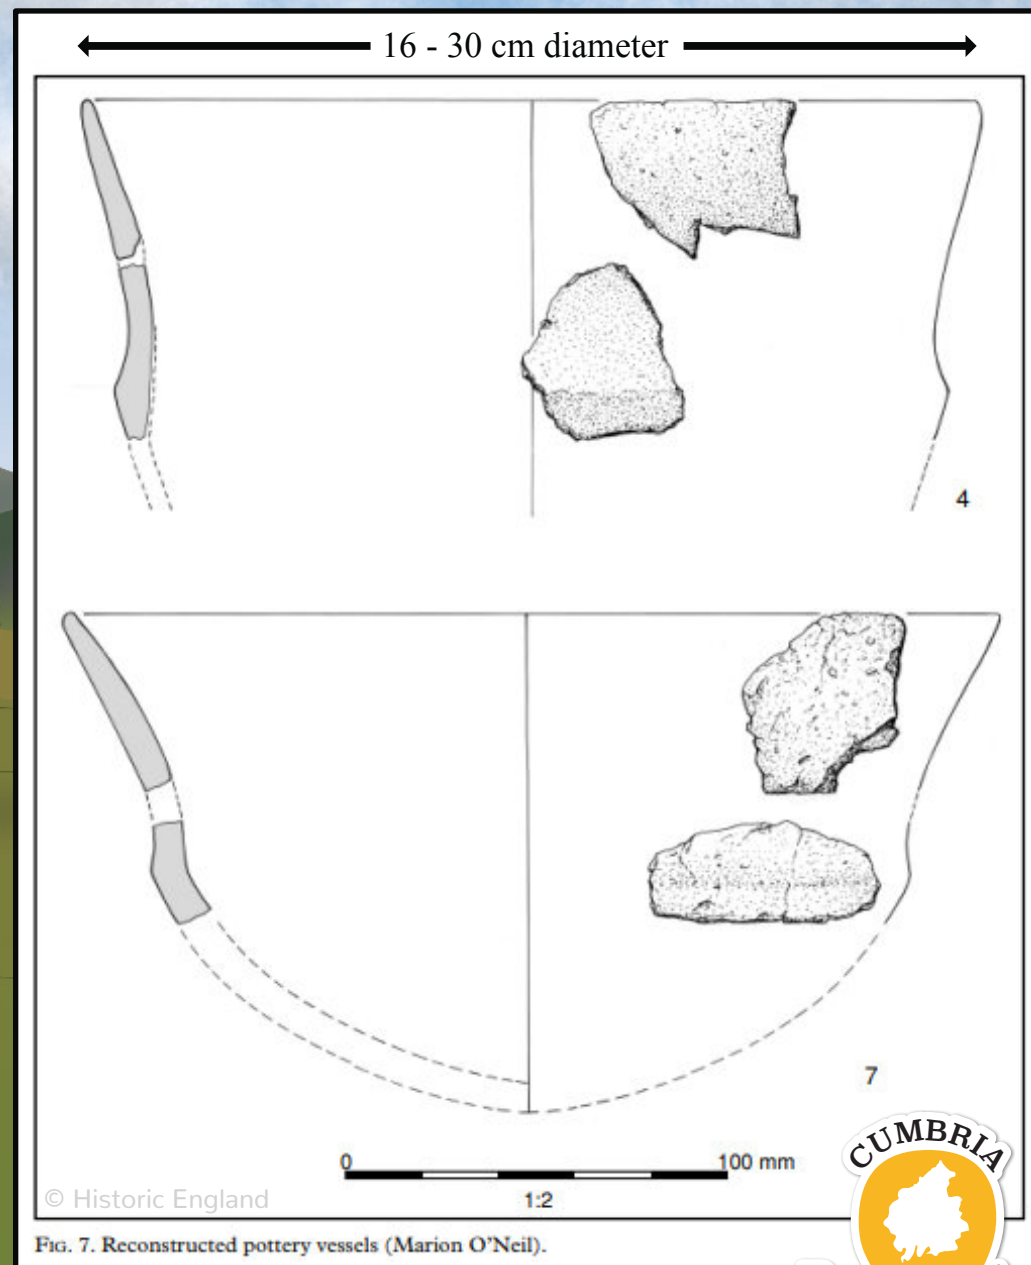 16 - 30 cm diameter
4
7
0 100 mm
1:2
© Historic England
CUMBRIA
FIG. 7. Reconstructed pottery vessels (Marion O'Neil).